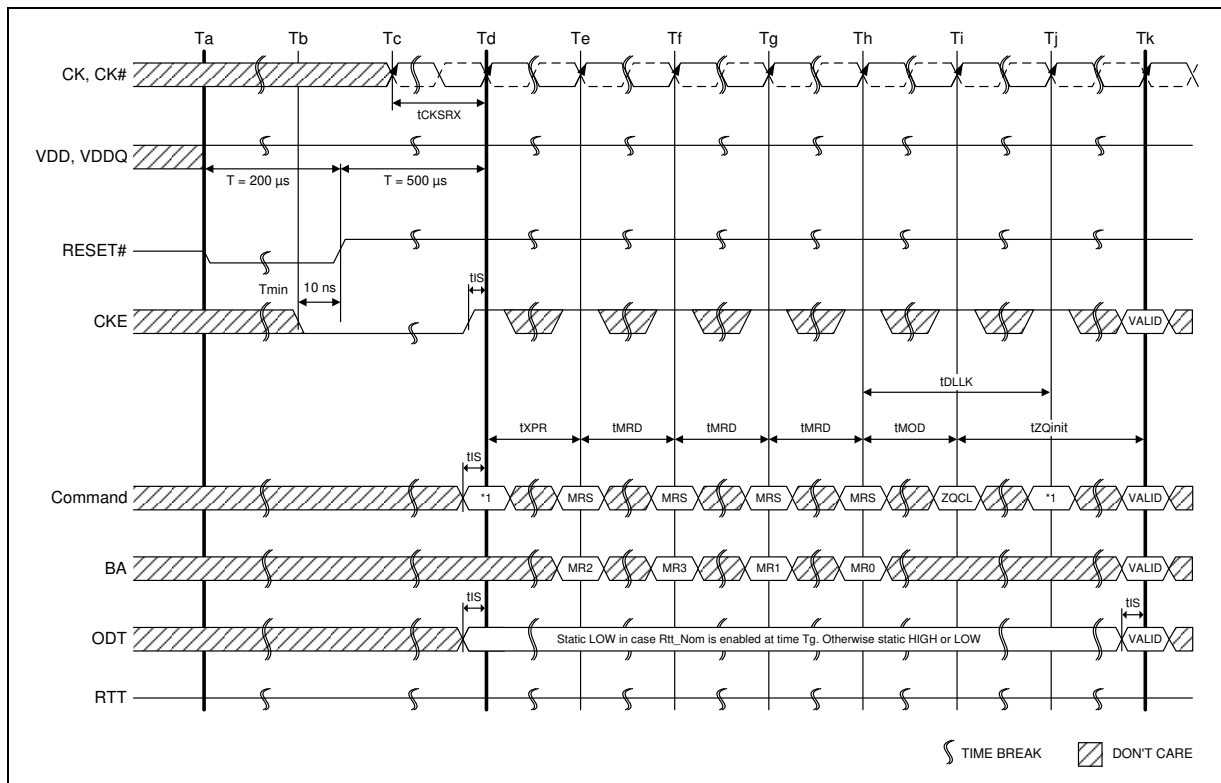 Ta Tb Tc Td Te Tf Tg Th Ti Tj Tk
CK, CK#
tCKSRX
VDD, VDDQ
T = 200 µs T = 500 µs
RESET#
Tmin 10 ns tIS
CKE VALID
tDLLK
tXPR tMRD tMRD tMRD tMOD tZQinit
tIS
Command *1 MRS MRS MRS MRS ZQCL *1 VALID
BA MR2 MR3 MR1 MR0 VALID
tIS tIS
ODT Static LOW in case Rtt_Nom is enabled at time Tg. Otherwise static HIGH or LOW VALID
RTT
TIME BREAK DON'T CARE